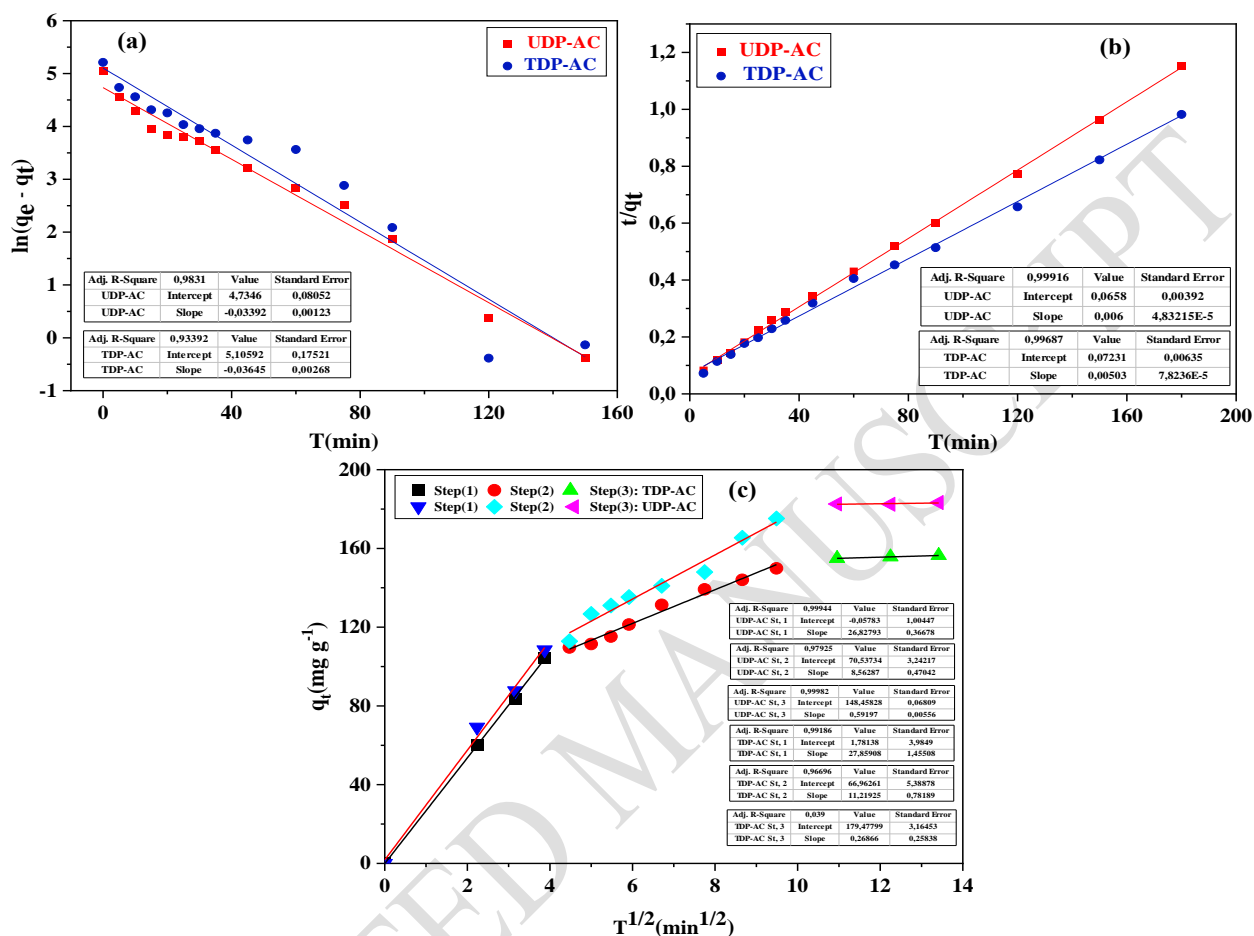 (a)
UDP-AC
TDP-AC
ln(qe - qt)
6
5
4
3
2
1
0
-1
Adj. R-Square 0,9831 Value Standard Error
UDP-AC Intercept 4,7346 0,08052
UDP-AC Slope -0,03392 0,00123
Adj. R-Square 0,93392 Value Standard Error
TDP-AC Intercept 5,10592 0,17521
TDP-AC Slope -0,03645 0,00268
0 40 80 120 160
T(min)
(b)
UDP-AC
TDP-AC
t/qt
1,2
1,0
0,8
0,6
0,4
0,2
0,0
Adj. R-Square 0,99916 Value Standard Error
UDP-AC Intercept 0,0658 0,00392
UDP-AC Slope 0,006 4,83215E-5
Adj. R-Square 0,99687 Value Standard Error
TDP-AC Intercept 0,07231 0,00635
TDP-AC Slope 0,00503 7,8236E-5
0 40 80 120 160 200
T(min)
(c)
Step(1) Step(2) Step(3): TDP-AC
Step(1) Step(2) Step(3): UDP-AC
qt(mg g-1)
200
160
120
80
40
0
Adj. R-Square 0,99944 Value Standard Error
UDP-AC St, 1 Intercept -0,05783 1,00447
UDP-AC St, 1 Slope 26,82793 0,36678
Adj. R-Square 0,97925 Value Standard Error
UDP-AC St, 2 Intercept 70,53734 3,24217
UDP-AC St, 2 Slope 8,56287 0,47042
Adj. R-Square 0,99982 Value Standard Error
UDP-AC St, 3 Intercept 148,45828 0,06809
UDP-AC St, 3 Slope 0,59197 0,00556
Adj. R-Square 0,99186 Value Standard Error
TDP-AC St, 1 Intercept 1,78138 3,9849
TDP-AC St, 1 Slope 27,85908 1,45508
Adj. R-Square 0,96696 Value Standard Error
TDP-AC St, 2 Intercept 66,96261 5,38878
TDP-AC St, 2 Slope 11,21925 0,78189
Adj. R-Square 0,039 Value Standard Error
TDP-AC St, 3 Intercept 179,47799 3,16453
TDP-AC St, 3 Slope 0,26866 0,25838
0 2 4 6 8 10 12 14
T1/2(min1/2)
TED MANUSCRIPT